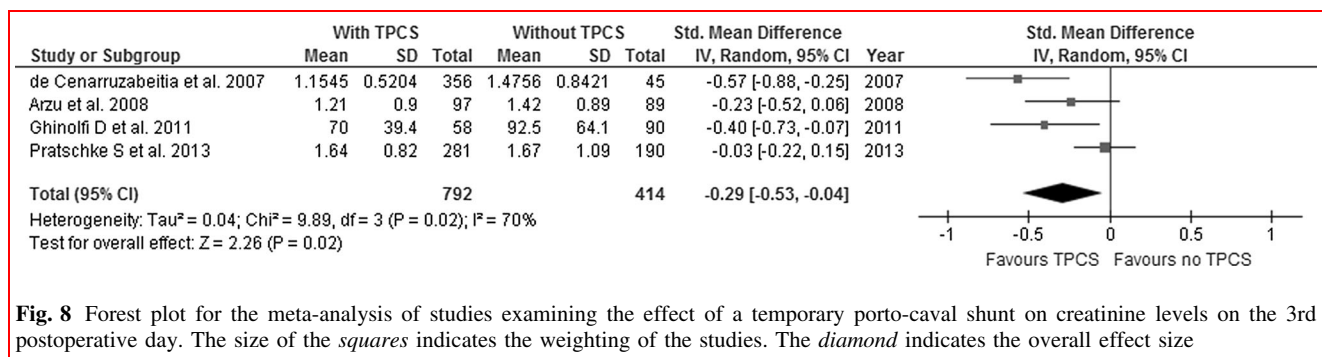 With TPCS Without TPCS Std. Mean Difference Std. Mean Difference
Study or Subgroup Mean SD Total Mean SD Total IV, Random, 95% CI Year IV, Random, 95% CI
de Cenarruzabeitia et al. 2007 1.1545 0.5204 356 1.4756 0.8421 45 -0.57 [-0.88, -0.25] 2007
Arzu et al. 2008 1.21 0.9 97 1.42 0.89 89 -0.23 [-0.52, 0.06] 2008
Ghinolfi D et al. 2011 70 39.4 58 92.5 64.1 90 -0.40 [-0.73, -0.07] 2011
Pratschke S et al. 2013 1.64 0.82 281 1.67 1.09 190 -0.03 [-0.22, 0.15] 2013
Total (95% CI) 792 414 -0.29 [-0.53, -0.04]
Heterogeneity: Tau² = 0.04; Chi² = 9.89, df = 3 (P = 0.02); I² = 70%
Test for overall effect: Z = 2.26 (P = 0.02)
-1 -0.5 0 0.5 1
Favours TPCS Favours no TPCS
Fig. 8 Forest plot for the meta-analysis of studies examining the effect of a temporary porto-caval shunt on creatinine levels on the 3rd
postoperative day. The size of the squares indicates the weighting of the studies. The diamond indicates the overall effect size